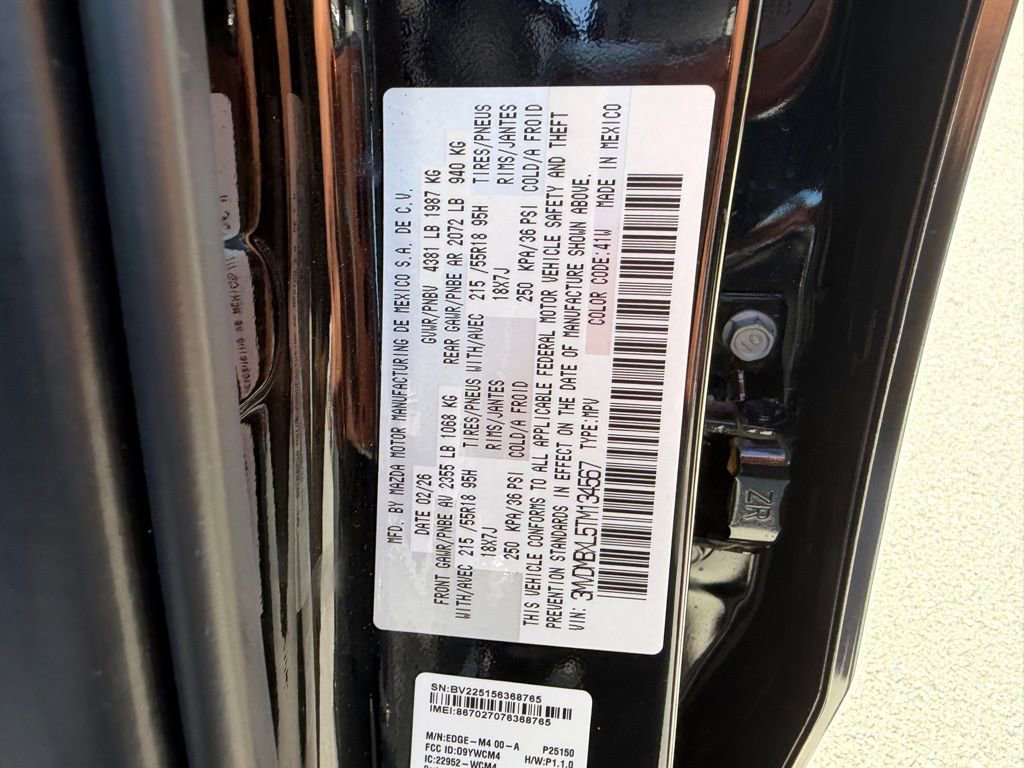 MFD. BY MAZDA MOTOR MANUFACTURING DE MEXICO S.A. DE C.V.
DATE 02/26 GVWR/PNBV 4381 LB 1987 KG
FRONT GAWR/PNBE AV 2355 LB 1068 KG REAR GAWR/PNBE AR 2072 LB 940 KG
WITH/AVEC 215 /55R18 95H TIRES/PNEUS WITH/AVEC 215 /55R18 95H TIRES/PNEUS
18X7J RIMS/JANTES 18X7J RIMS/JANTES
250 KPA/36 PSI COLD/A FROID 250 KPA/36 PSI COLD/A FROID
THIS VEHICLE CONFORMS TO ALL APPLICABLE FEDERAL MOTOR VEHICLE SAFETY AND THEFT
PREVENTION STANDARDS IN EFFECT ON THE DATE OF MANUFACTURE SHOWN ABOVE.
VIN: 3MVDMBXL5TM134567 TYPE:MPV COLOR CODE:41W MADE IN MEXICO
SN:BV225156368765
IMEI:867027076368765
M/N:EDGE-M4 00-A P25150
FCC ID:O9YWCM4 H/W:P1.1.0
IC:22952-WCM4
10
ZR